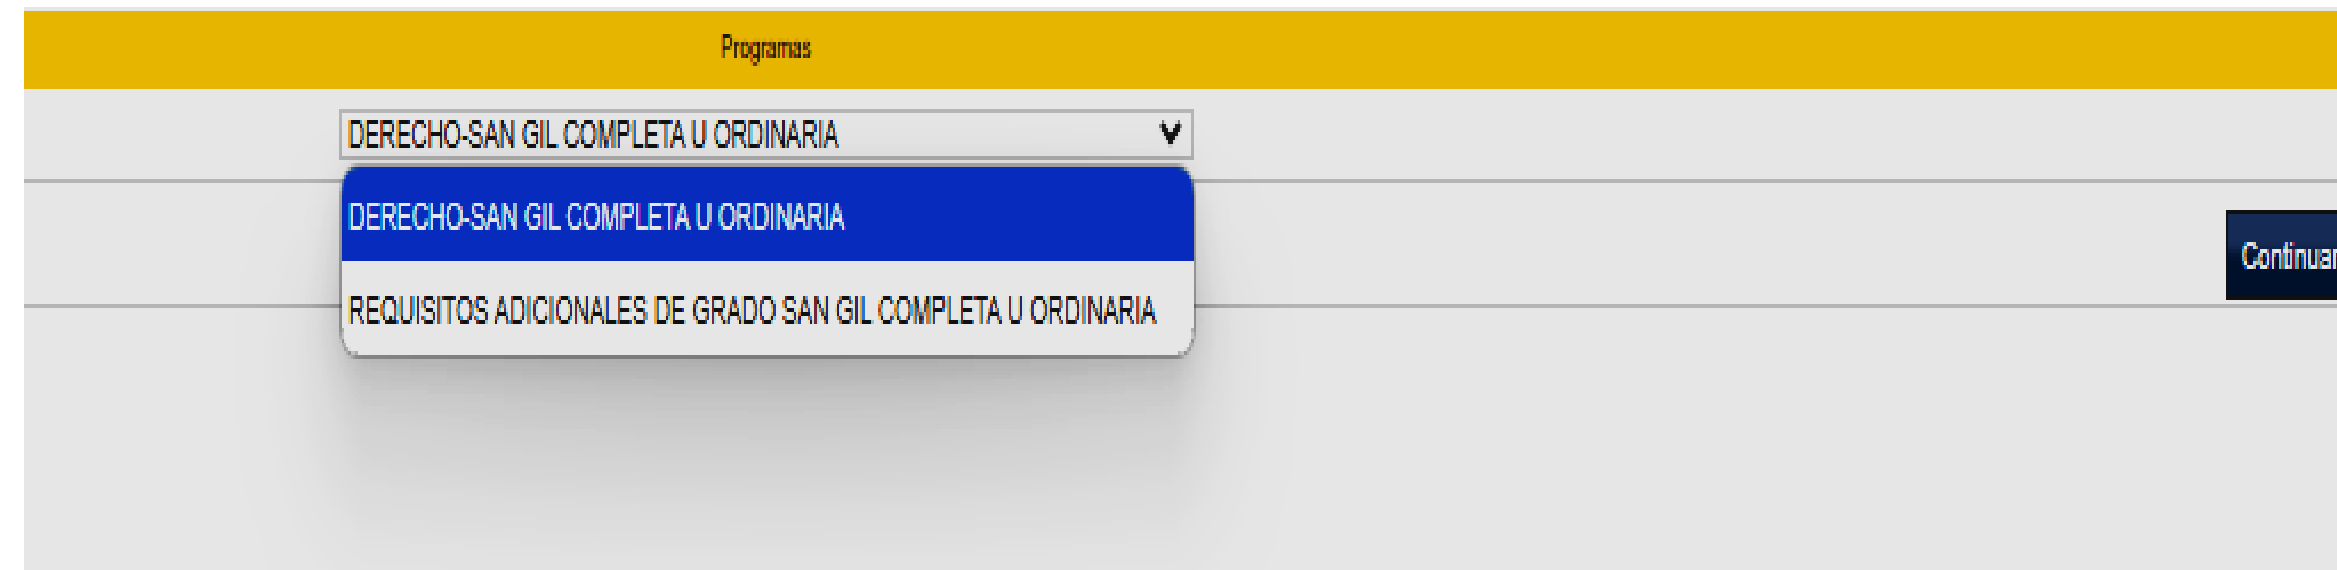 Programas
DERECHO-SAN GIL COMPLETA U ORDINARIA
DERECHO-SAN GIL COMPLETA U ORDINARIA
REQUISITOS ADICIONALES DE GRADO SAN GIL COMPLETA U ORDINARIA
Continuar